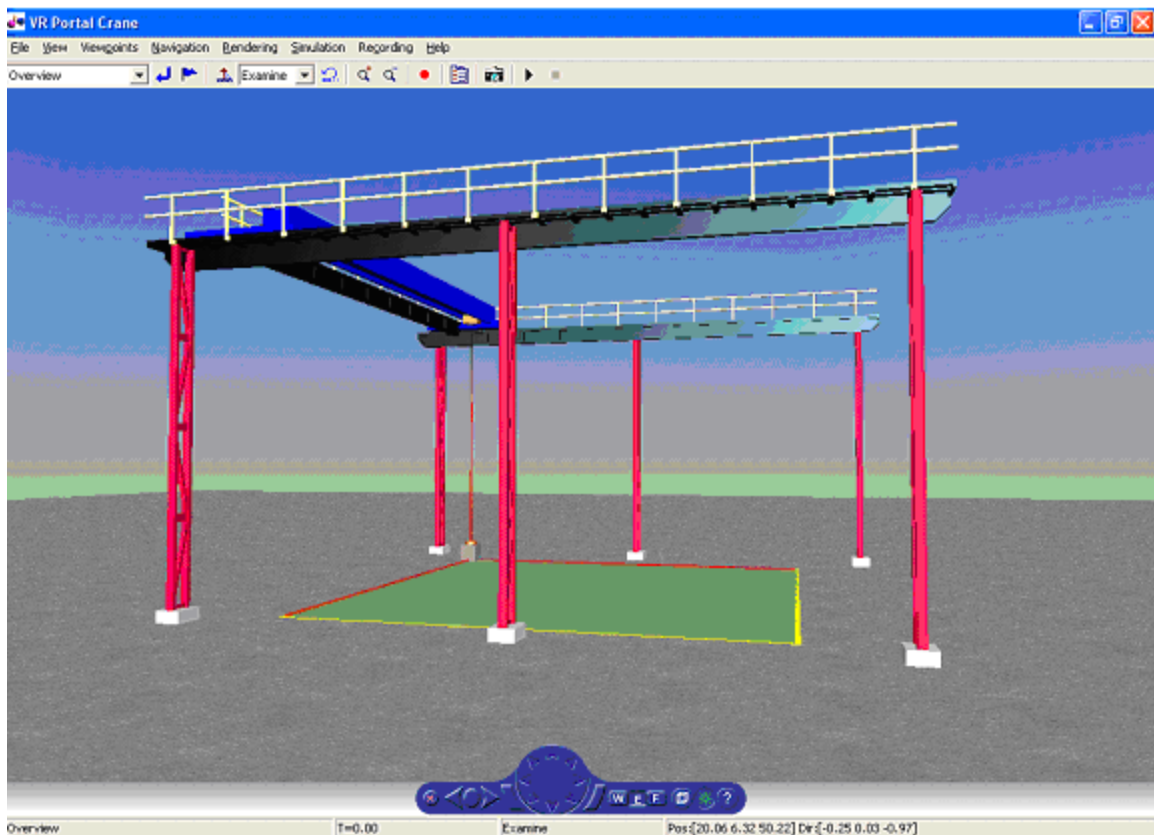 VR Portal Crane
File View Viewpoints Navigation Rendering Simulation Recording Help
Overview Examine
W E F ?
Overview T=0.00 Examine Pos:[20.06 6.32 50.22] Dir:[-0.25 0.03 -0.97]